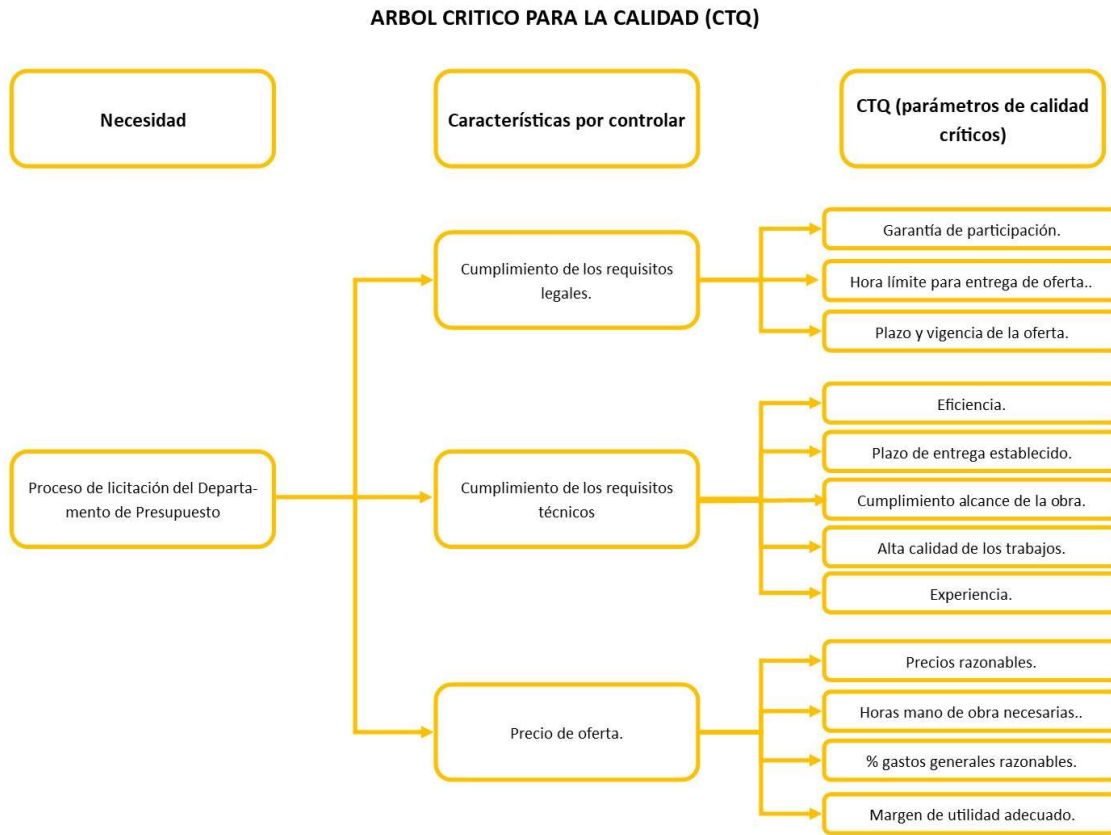 ARBOL CRITICO PARA LA CALIDAD (CTQ)
Necesidad
Características por controlar
CTQ (parámetros de calidad
críticos)
Proceso de licitación del Departa-
mento de Presupuesto
Cumplimiento de los requisitos
legales.
Garantía de participación.
Hora límite para entrega de oferta..
Plazo y vigencia de la oferta.
Cumplimiento de los requisitos
técnicos
Eficiencia.
Plazo de entrega establecido.
Cumplimiento alcance de la obra.
Alta calidad de los trabajos.
Experiencia.
Precio de oferta.
Precios razonables.
Horas mano de obra necesarias..
% gastos generales razonables.
Margen de utilidad adecuado.